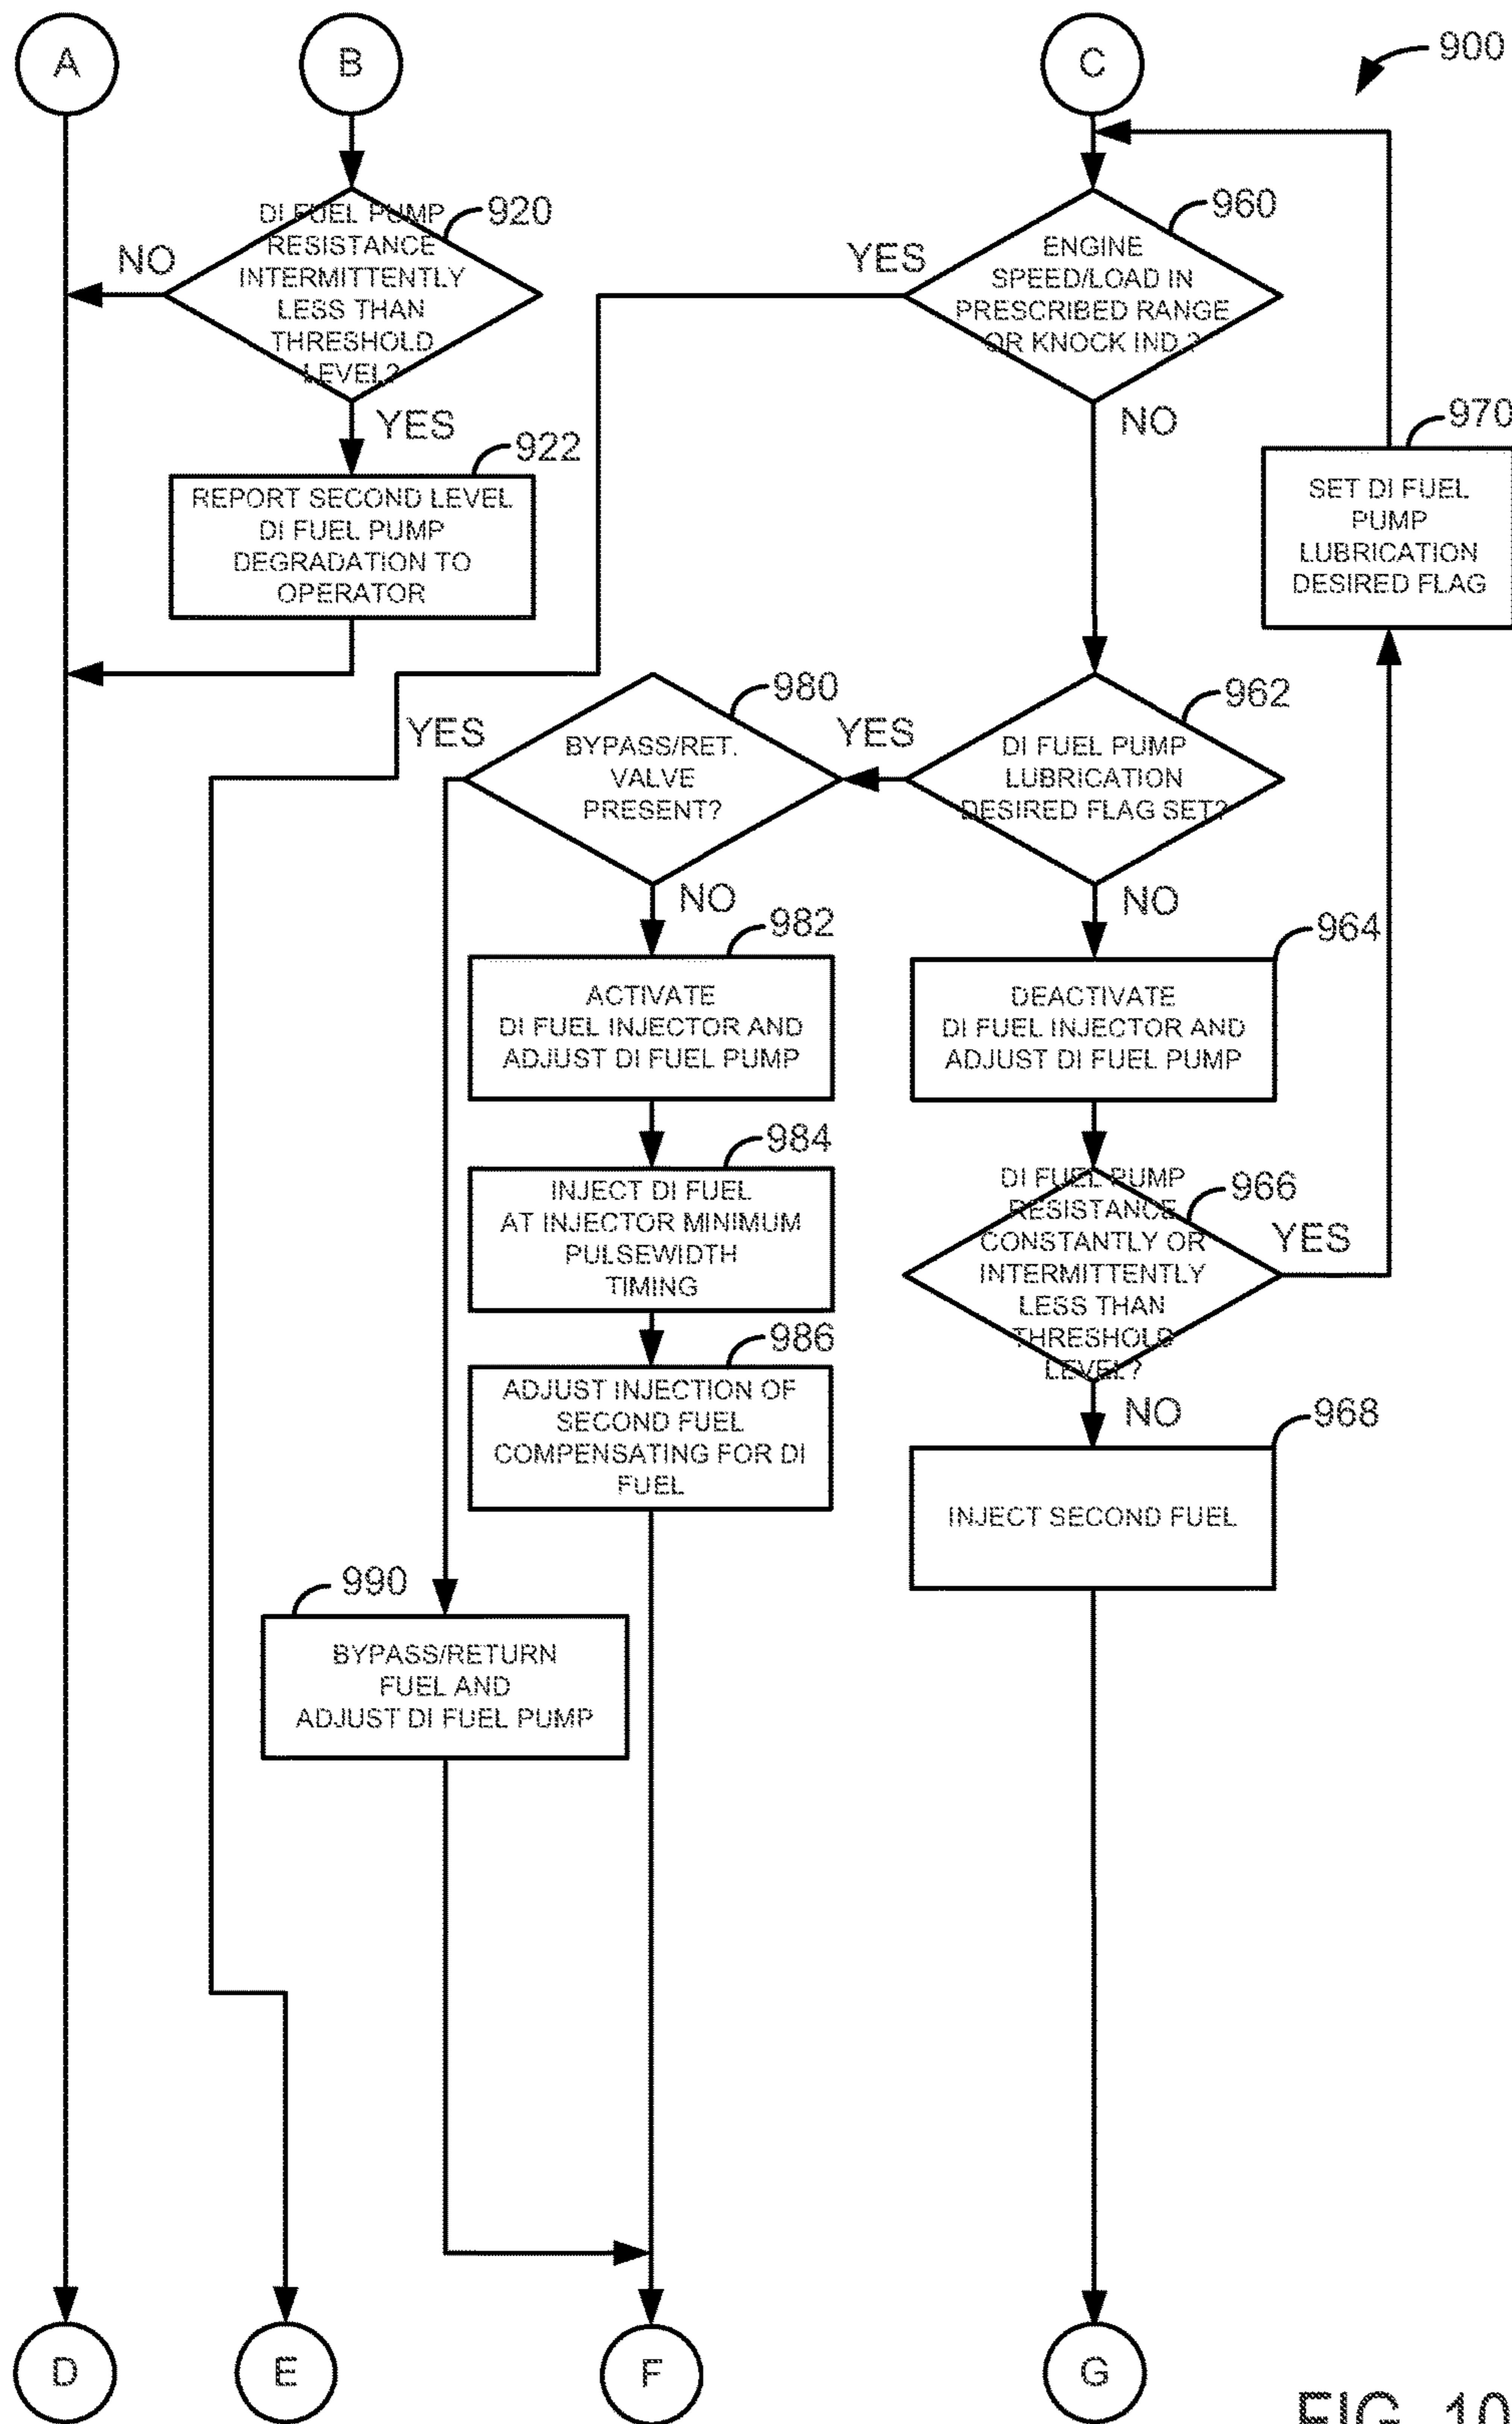 A
B
C
900
DI FUEL PUMP
RESISTANCE
INTERMITTENTLY
LESS THAN
THRESHOLD
LEVEL?
920
NO
YES
922
REPORT SECOND LEVEL
DI FUEL PUMP
DEGRADATION TO
OPERATOR
ENGINE
SPEED/LOAD IN
PRESCRIBED RANGE
OR KNOCK IND.?
960
YES
NO
970
SET DI FUEL
PUMP
LUBRICATION
DESIRED FLAG
980
YES
BYPASS/RET.
VALVE
PRESENT?
NO
962
YES
DI FUEL PUMP
LUBRICATION
DESIRED FLAG SET?
NO
982
ACTIVATE
DI FUEL INJECTOR AND
ADJUST DI FUEL PUMP
964
DEACTIVATE
DI FUEL INJECTOR AND
ADJUST DI FUEL PUMP
984
INJECT DI FUEL
AT INJECTOR MINIMUM
PULSEWIDTH
TIMING
966
DI FUEL PUMP
RESISTANCE
CONSTANTLY OR
INTERMITTENTLY
LESS THAN
THRESHOLD
LEVEL?
YES
NO
986
ADJUST INJECTION OF
SECOND FUEL
COMPENSATING FOR DI
FUEL
968
INJECT SECOND FUEL
990
BYPASS/RETURN
FUEL AND
ADJUST DI FUEL PUMP
D
E
F
G
FIG. 10